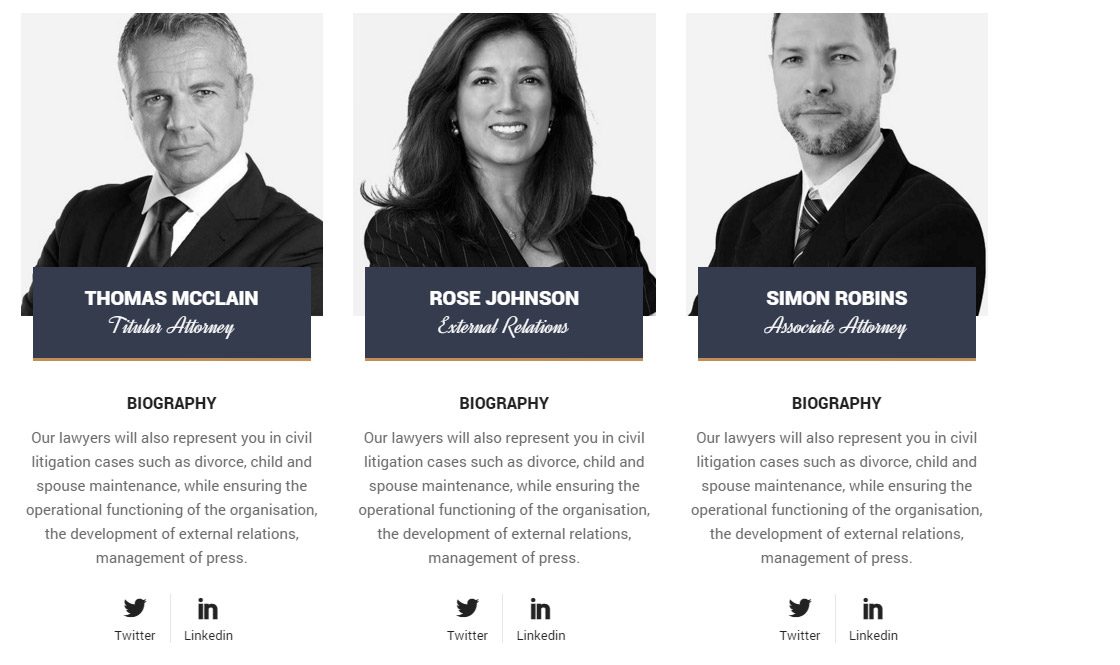 THOMAS MCCLAIN
Titular Attorney
BIOGRAPHY
Our lawyers will also represent you in civil
litigation cases such as divorce, child and
spouse maintenance, while ensuring the
operational functioning of the organisation,
the development of external relations,
management of press.
Twitter
Linkedin
ROSE JOHNSON
External Relations
BIOGRAPHY
Our lawyers will also represent you in civil
litigation cases such as divorce, child and
spouse maintenance, while ensuring the
operational functioning of the organisation,
the development of external relations,
management of press.
Twitter
Linkedin
SIMON ROBINS
Associate Attorney
BIOGRAPHY
Our lawyers will also represent you in civil
litigation cases such as divorce, child and
spouse maintenance, while ensuring the
operational functioning of the organisation,
the development of external relations,
management of press.
Twitter
Linkedin